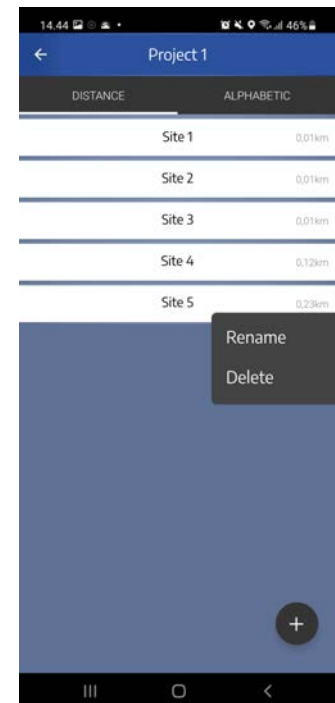 14.44 46%
Project 1
DISTANCE ALPHABETIC
Site 1 0,01km
Site 2 0,01km
Site 3 0,01km
Site 4 0,12km
Site 5 0,23km
Rename
Delete
+